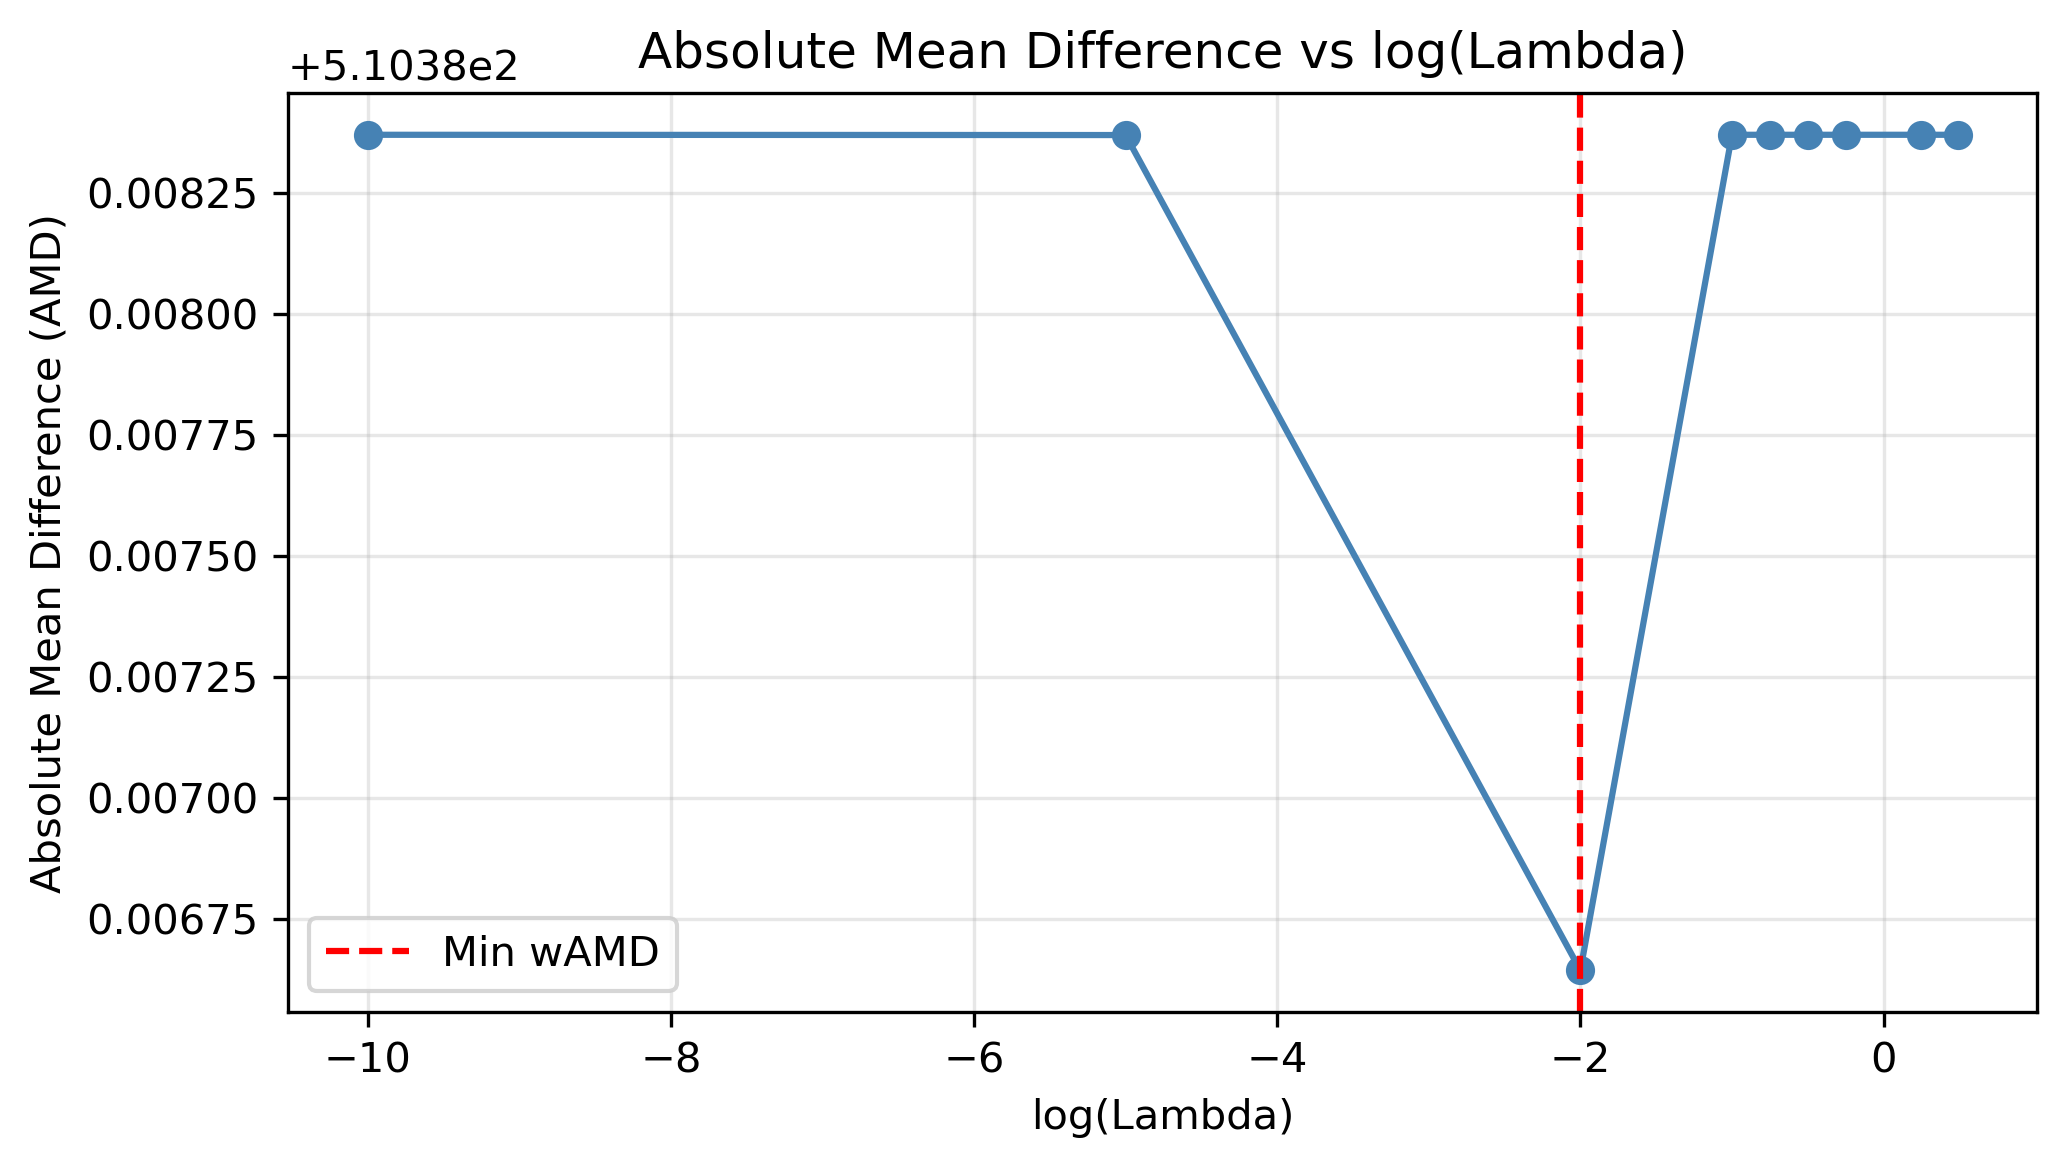 Absolute Mean Difference vs log(Lambda)
+5.1038e2
Absolute Mean Difference (AMD)
0.00825
0.00800
0.00775
0.00750
0.00725
0.00700
0.00675
Min wAMD
−10 −8 −6 −4 −2 0
log(Lambda)